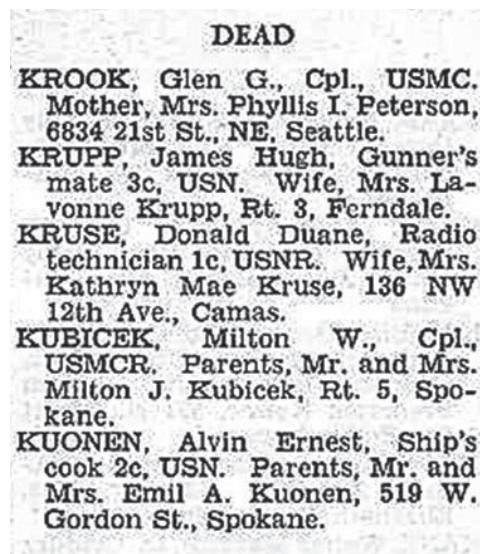 DEAD
KROOK, Glen G., Cpl., USMC.
Mother, Mrs. Phyllis I. Peterson,
6834 21st St., NE, Seattle.
KRUPP, James Hugh, Gunner's
mate 3c, USN. Wife, Mrs. La-
vonne Krupp, Rt. 3, Ferndale.
KRUSE, Donald Duane, Radio
technician 1c, USNR. Wife, Mrs.
Kathryn Mae Kruse, 136 NW
12th Ave., Camas.
KUBICEK, Milton W., Cpl.,
USMCR. Parents, Mr. and Mrs.
Milton J. Kubicek, Rt. 5, Spo-
kane.
KUONEN, Alvin Ernest, Ship's
cook 2c, USN. Parents, Mr. and
Mrs. Emil A. Kuonen, 519 W.
Gordon St., Spokane.